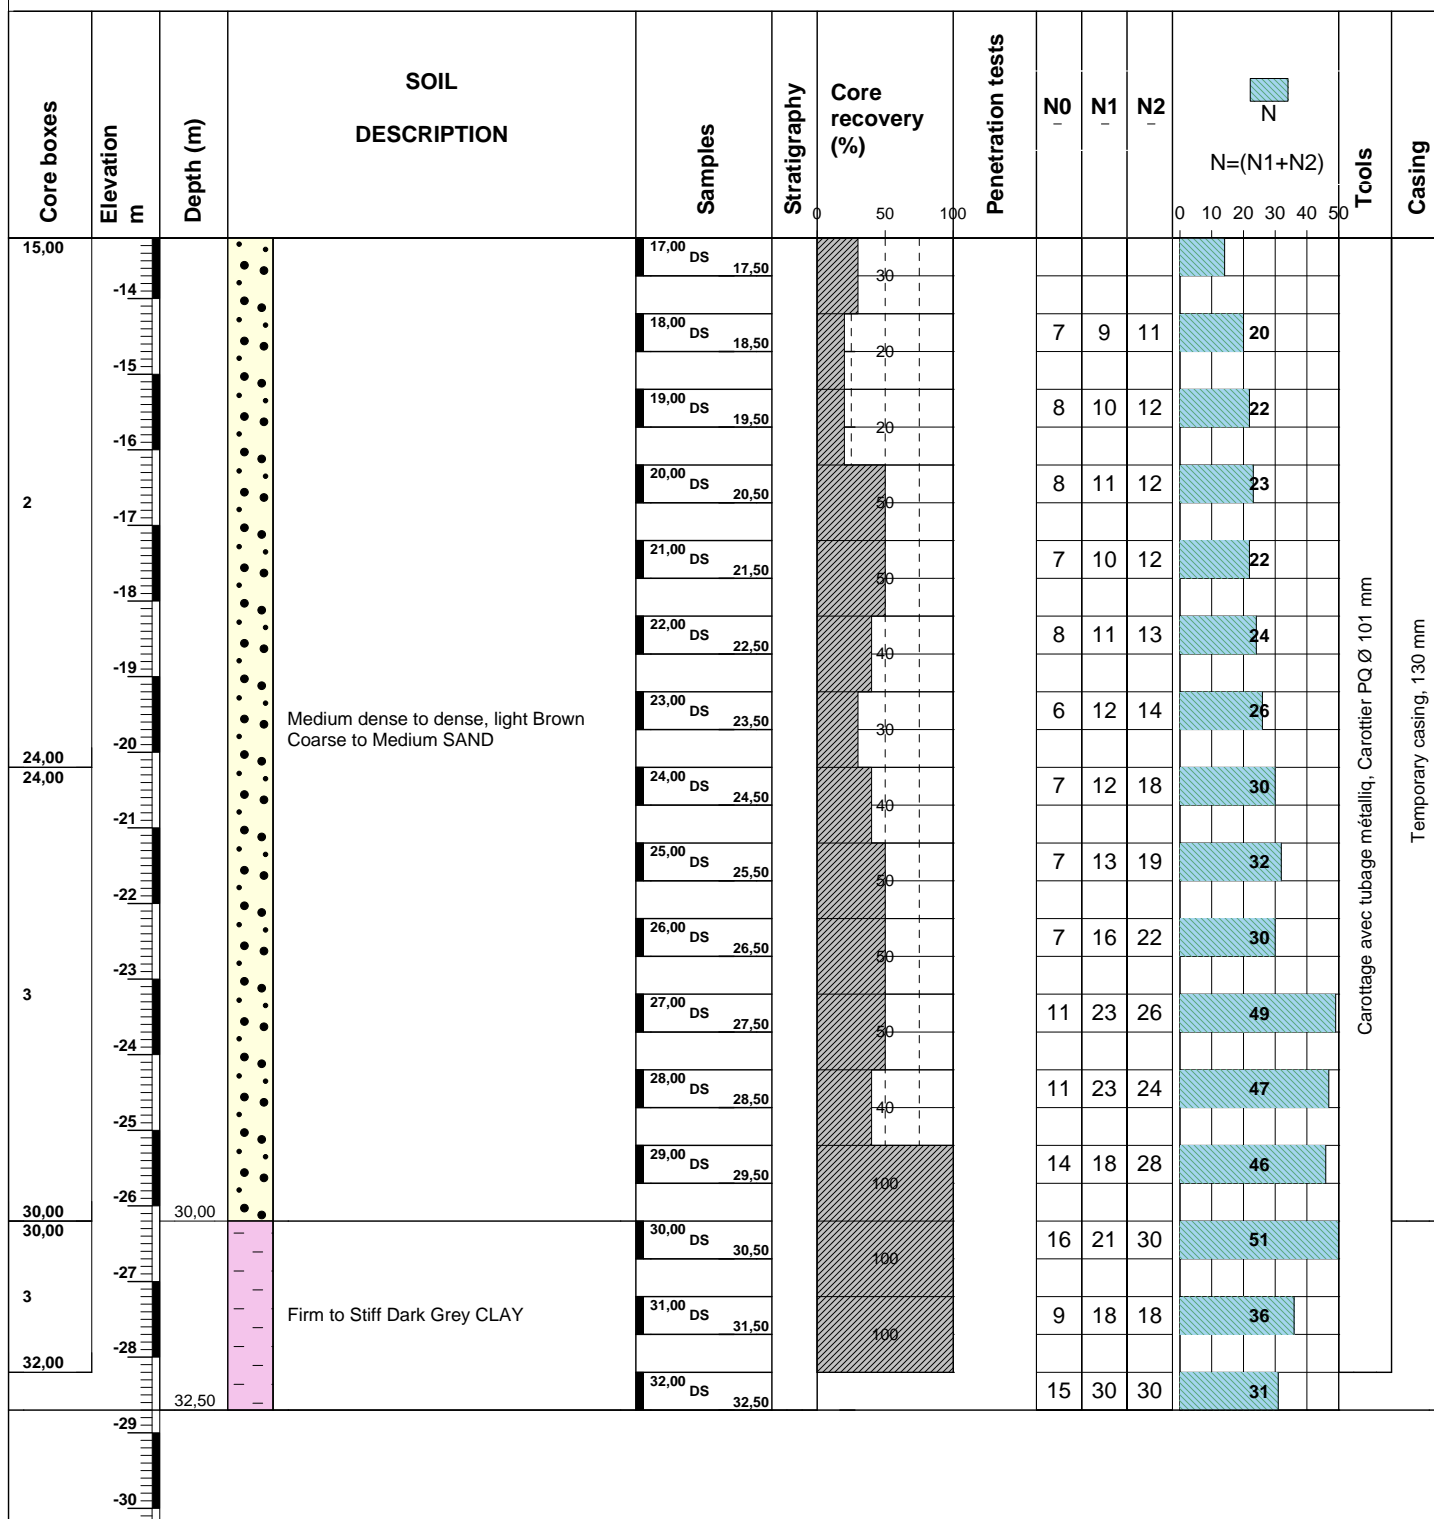 Core boxes
Elevation
m
Depth (m)
SOIL
DESCRIPTION
Samples
Stratigraphy
Core
recovery
(%)
0 50 100
Penetration tests
N0 N1 N2
N
N=(N1+N2)
0 10 20 30 40 50
Tools
Casing
15,00
17,00 DS 17,50
30
-14
18,00 DS 18,50
20
7 9 11 20
-15
19,00 DS 19,50
20
8 10 12 22
-16
20,00 DS 20,50
50
8 11 12 23
2
-17
21,00 DS 21,50
50
7 10 12 22
-18
22,00 DS 22,50
40
8 11 13 24
-19
23,00 DS 23,50
30
6 12 14 26
Medium dense to dense, light Brown
Coarse to Medium SAND
-20
24,00
24,00
24,00 DS 24,50
40
7 12 18 30
-21
25,00 DS 25,50
50
7 13 19 32
-22
26,00 DS 26,50
50
7 16 22 30
-23
3
27,00 DS 27,50
50
11 23 26 49
-24
28,00 DS 28,50
40
11 23 24 47
-25
29,00 DS 29,50
100
14 18 28 46
-26
30,00
30,00
30,00
30,00 DS 30,50
100
16 21 30 51
-27
3
Firm to Stiff Dark Grey CLAY
31,00 DS 31,50
100
9 18 18 36
-28
32,00
32,00 DS 32,50
15 30 30 31
32,50
-29
-30
Carottage avec tubage métalliq, Carottier PQ Ø 101 mm
Temporary casing, 130 mm